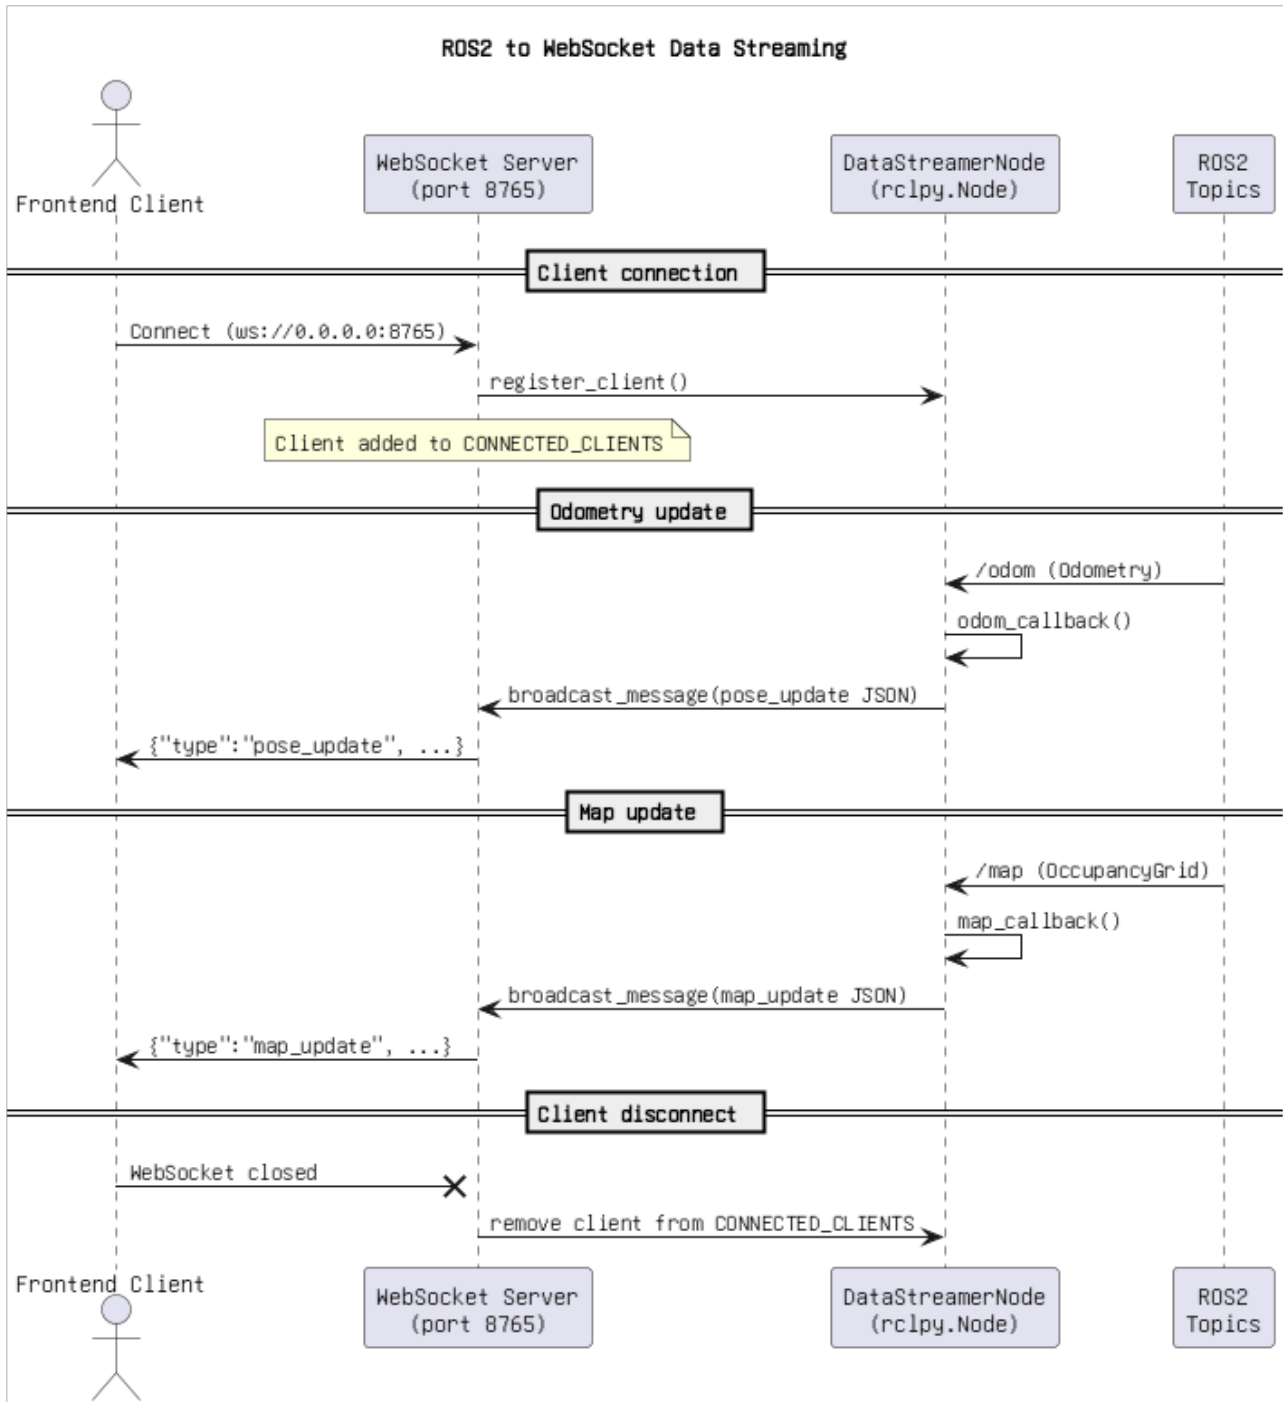 ROS2 to WebSocket Data Streaming
Frontend Client
WebSocket Server
(port 8765)
DataStreamerNode
(rclpy.Node)
ROS2
Topics
Client connection
Connect (ws://0.0.0.0:8765)
register_client()
Client added to CONNECTED_CLIENTS
Odometry update
/odom (Odometry)
odom_callback()
broadcast_message(pose_update JSON)
{"type":"pose_update", ...}
Map update
/map (OccupancyGrid)
map_callback()
broadcast_message(map_update JSON)
{"type":"map_update", ...}
Client disconnect
WebSocket closed
remove client from CONNECTED_CLIENTS
Frontend Client
WebSocket Server
(port 8765)
DataStreamerNode
(rclpy.Node)
ROS2
Topics